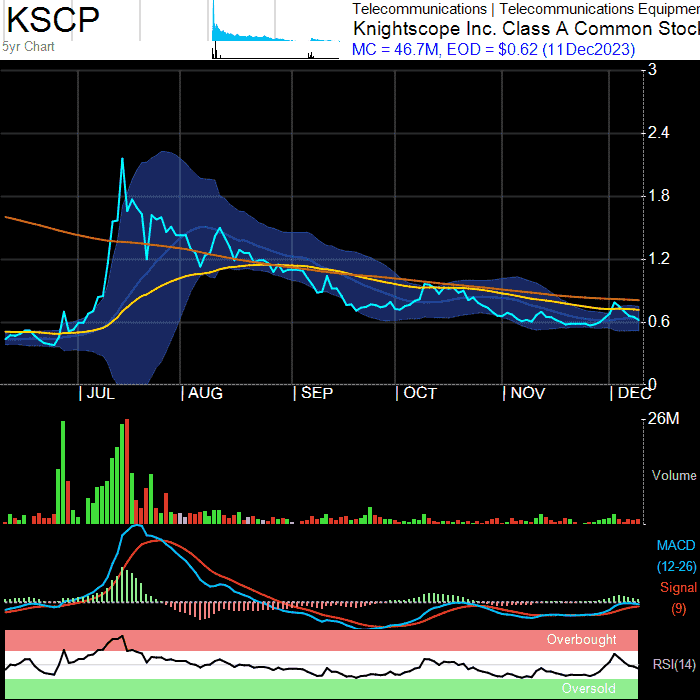 KSCP
5yr Chart
Telecommunications | Telecommunications Equipmen
Knightscope Inc. Class A Common Stoc
MC = 46.7M, EOD = $0.62 (11Dec2023)
3
2.4
1.8
1.2
0.6
0
JUL AUG SEP OCT NOV DEC
26M
Volume
MACD
(12-26)
Signal
(9)
Overbought
RSI(14)
Oversold